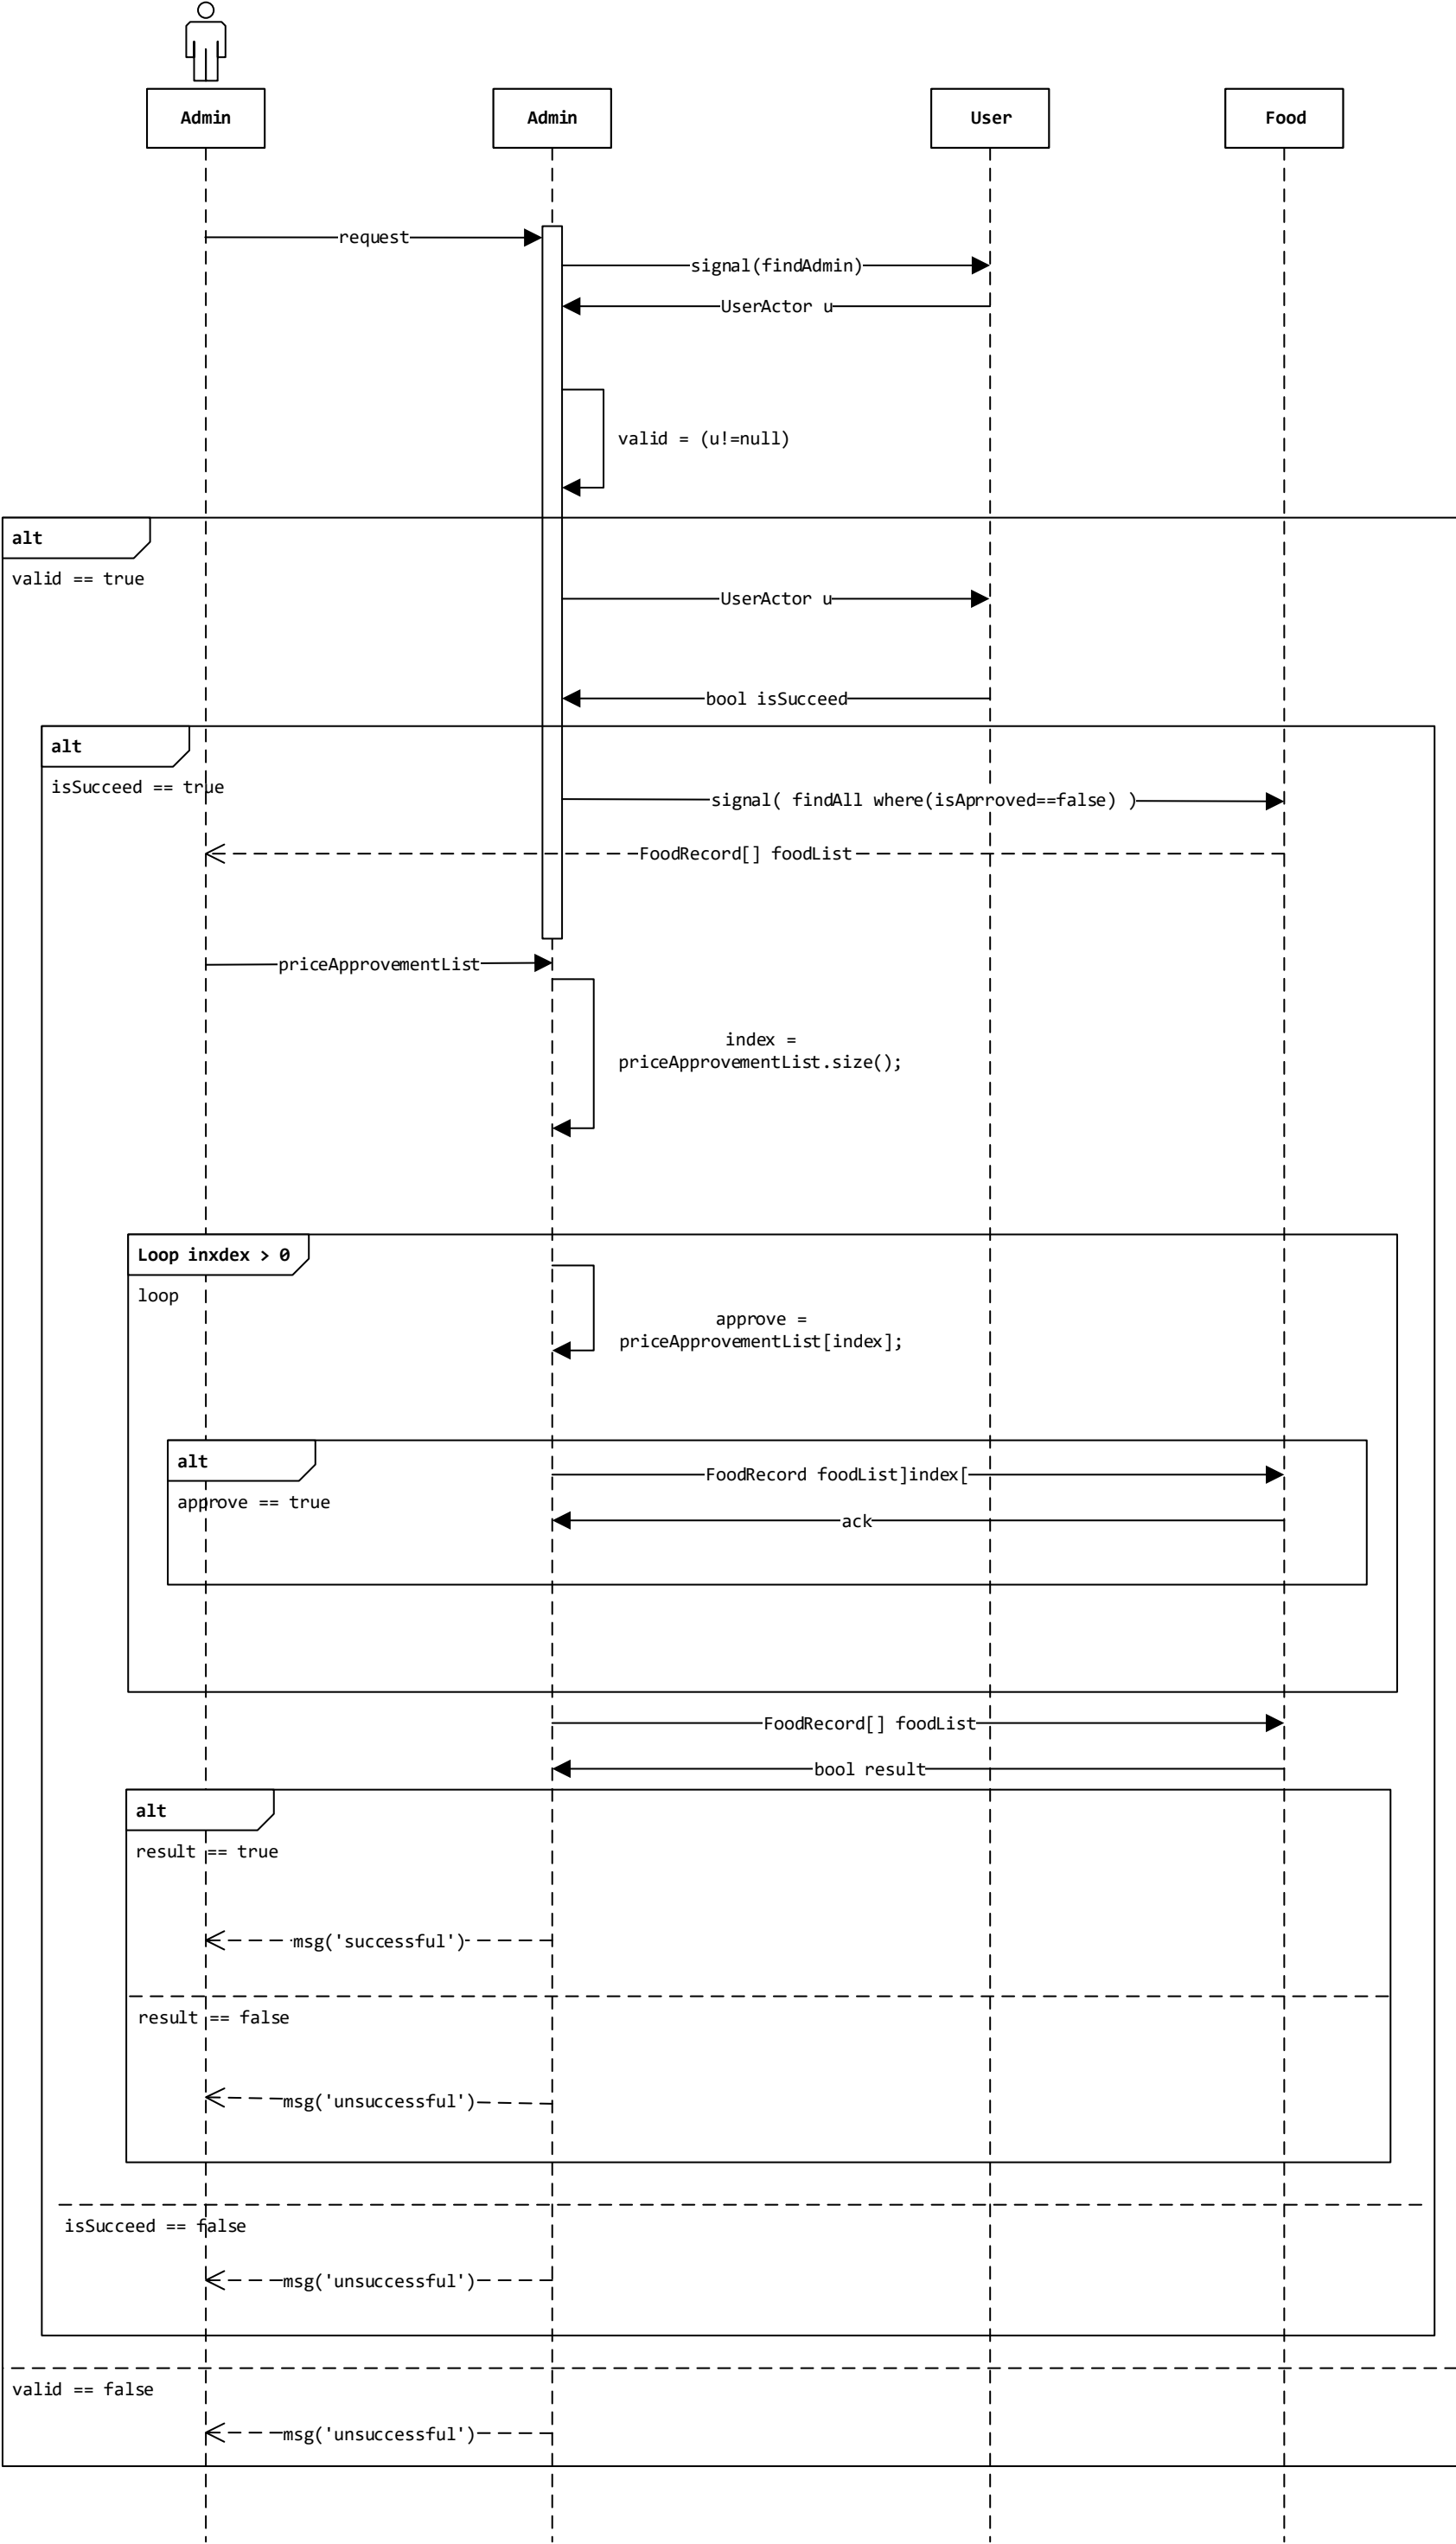 Admin
Admin
User
Food
request
signal(findAdmin)
UserActor u
valid = (u!=null)
alt
valid == true
UserActor u
bool isSucceed
alt
isSucceed == true
signal( findAll where(isAprroved==false) )
FoodRecord[] foodList
priceApprovementList
index =
priceApprovementList.size();
Loop inxdex > 0
loop
approve =
priceApprovementList[index];
alt
FoodRecord foodList]index[
approve == true
ack
FoodRecord[] foodList
bool result
alt
result == true
msg('successful')
result == false
msg('unsuccessful')
isSucceed == false
msg('unsuccessful')
valid == false
msg('unsuccessful')